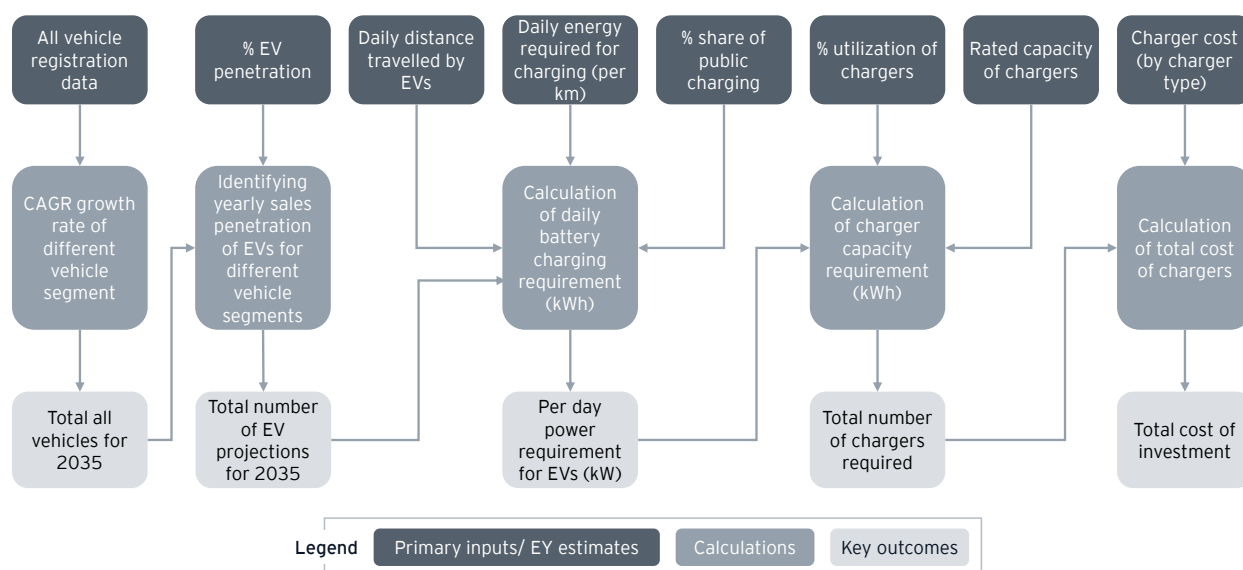 All vehicle
registration
data
% EV
penetration
Daily distance
travelled by
EVs
Daily energy
required for
charging (per
km)
% share of
public
charging
% utilization of
chargers
Rated capacity
of chargers
Charger cost
(by charger
type)
CAGR growth
rate of
different
vehicle
segment
Identifying
yearly sales
penetration
of EVs for
different
vehicle
segments
Calculation
of daily
battery
charging
requirement
(kWh)
Calculation
of charger
capacity
requirement
(kWh)
Calculation
of total cost
of chargers
Total all
vehicles for
2035
Total number
of EV
projections
for 2035
Per day
power
requirement
for EVs (kW)
Total number
of chargers
required
Total cost of
investment
Legend
Primary inputs/ EY estimates
Calculations
Key outcomes